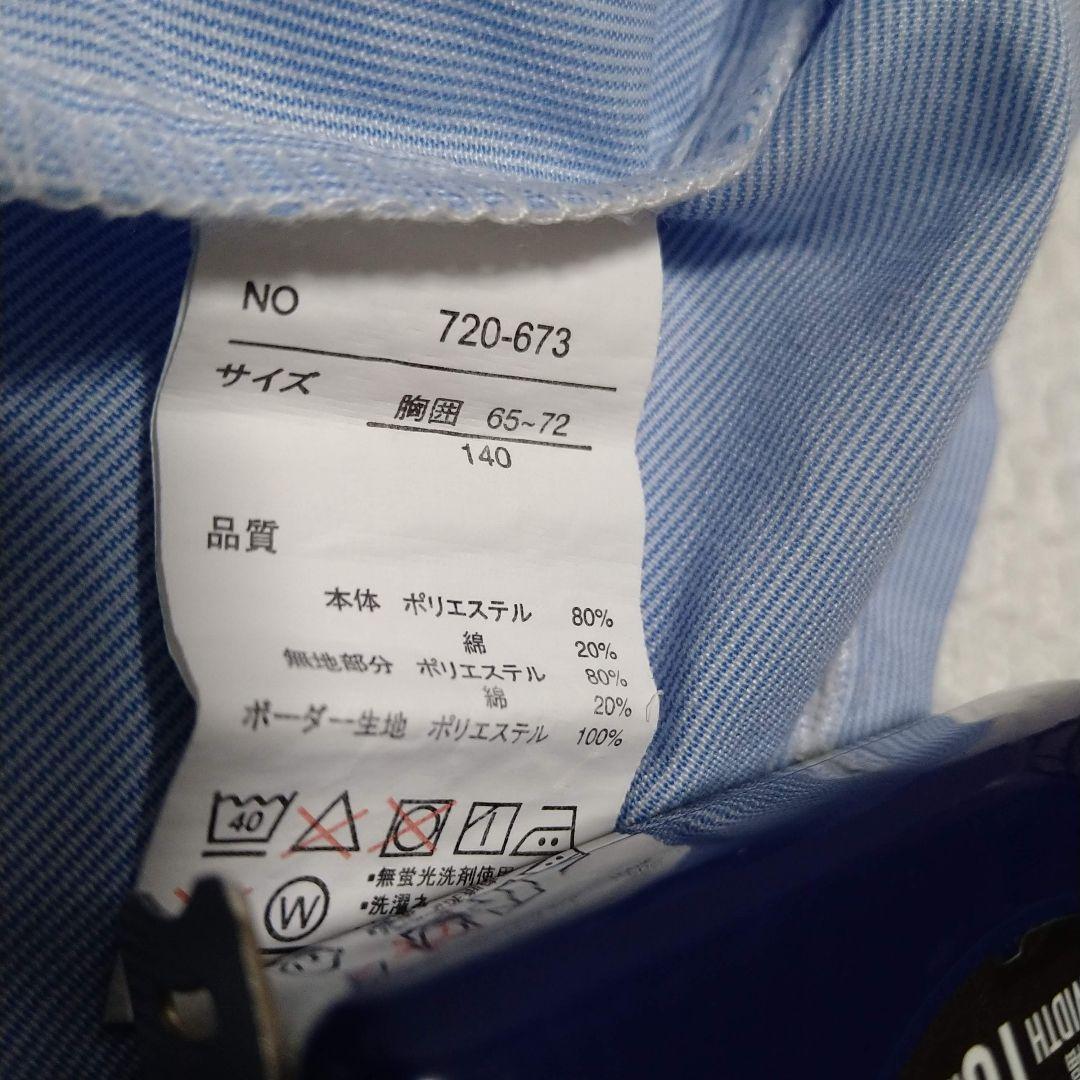 NO 720-673
サイズ 胸囲 65~72
140
品質
本体 ポリエステル 80%
綿 20%
無地部分 ポリエステル 80%
綿 20%
ボーダー生地 ポリエステル 100%
40
W
▪無蛍光洗剤使
▪洗濯
WIDTH